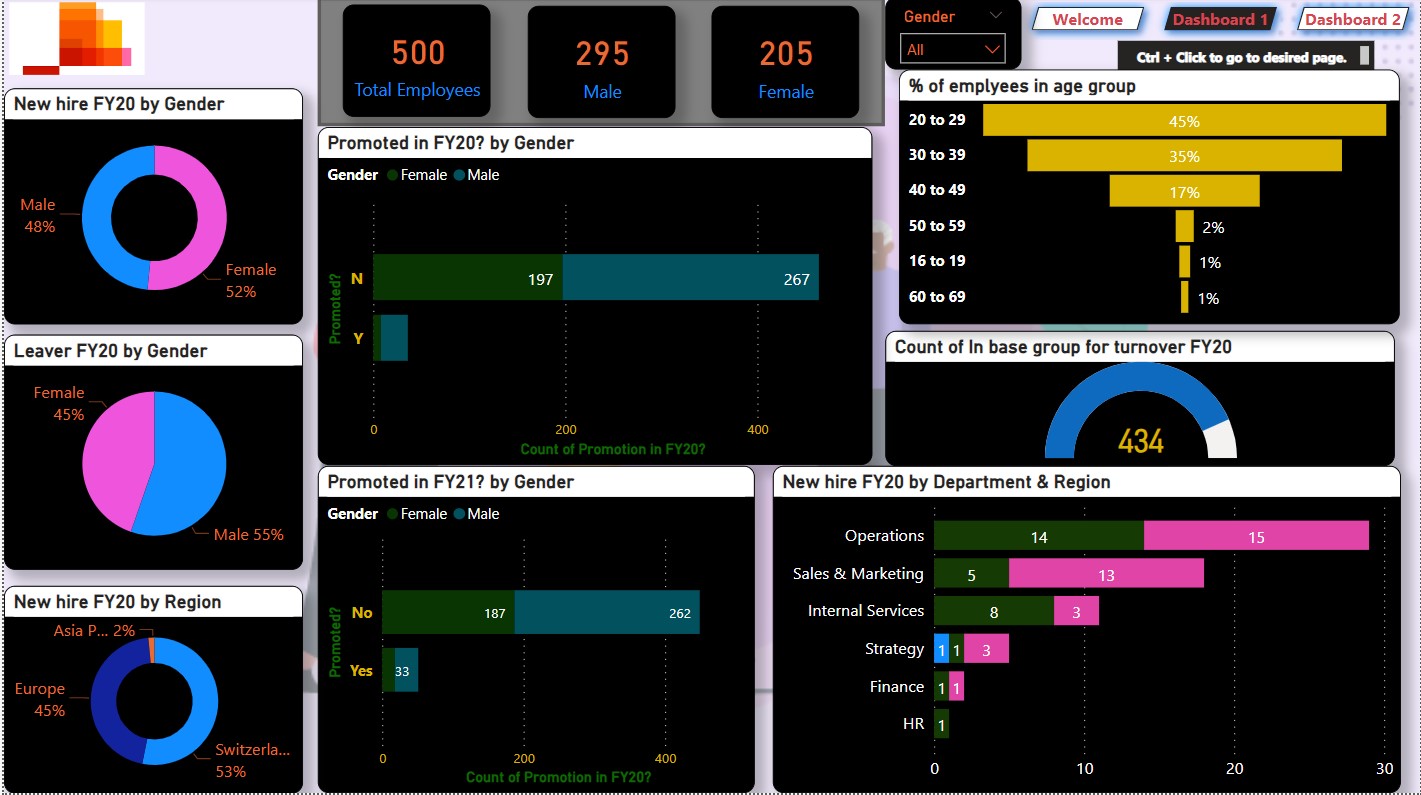 500
Total Employees
295
Male
205
Female
Gender
All
Welcome
Dashboard 1
Dashboard 2
Ctrl + Click to go to desired page.
New hire FY20 by Gender
Male
48%
Female
52%
Leaver FY20 by Gender
Female
45%
Male 55%
New hire FY20 by Region
Asia P... 2%
Europe
45%
Switzerla...
53%
Promoted in FY20? by Gender
Gender Female Male
Promoted?
N 197 267
Y
0 200 400
Count of Promotion in FY20?
Promoted in FY21? by Gender
Gender Female Male
Promoted?
No 187 262
Yes 33
0 200 400
Count of Promotion in FY20?
% of emplyees in age group
20 to 29 45%
30 to 39 35%
40 to 49 17%
50 to 59 2%
16 to 19 1%
60 to 69 1%
Count of In base group for turnover FY20
434
New hire FY20 by Department & Region
Operations 14 15
Sales & Marketing 5 13
Internal Services 8 3
Strategy 1 1 3
Finance 1 1
HR 1
0 10 20 30